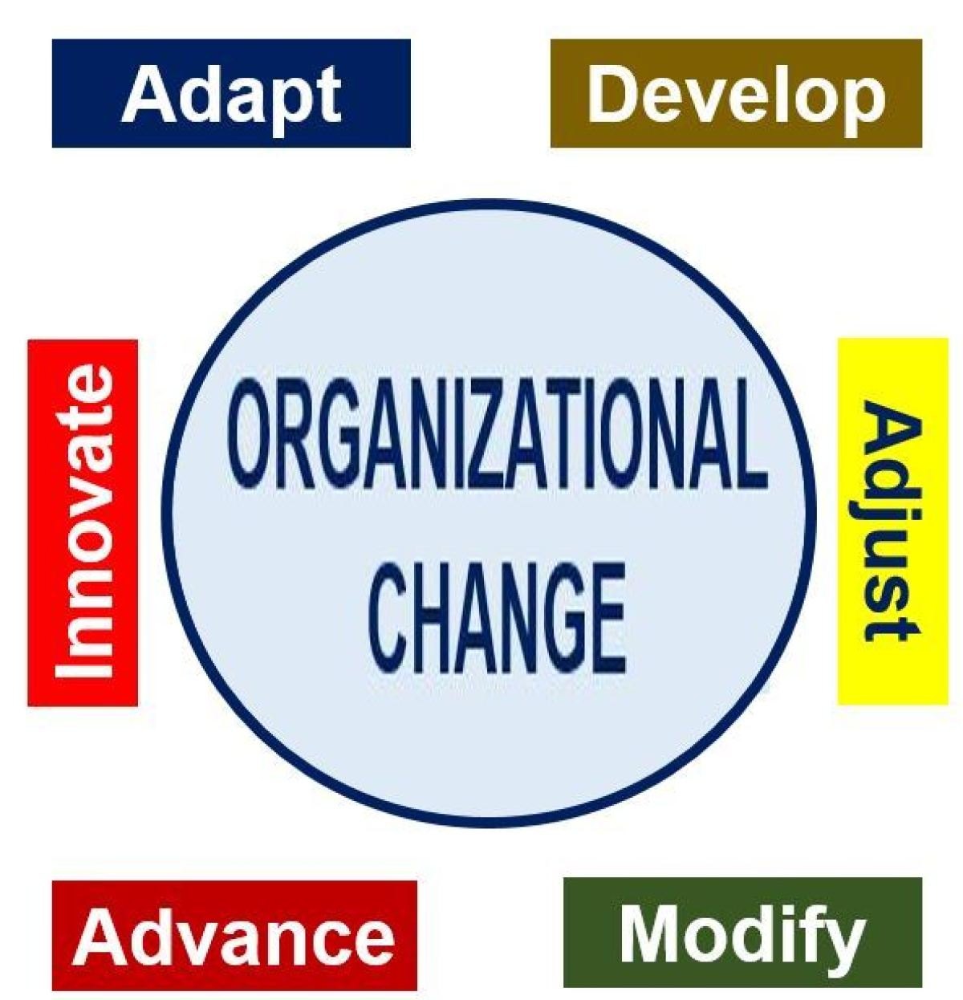 Adapt
Develop
Innovate
ORGANIZATIONAL
CHANGE
Adjust
Advance
Modify